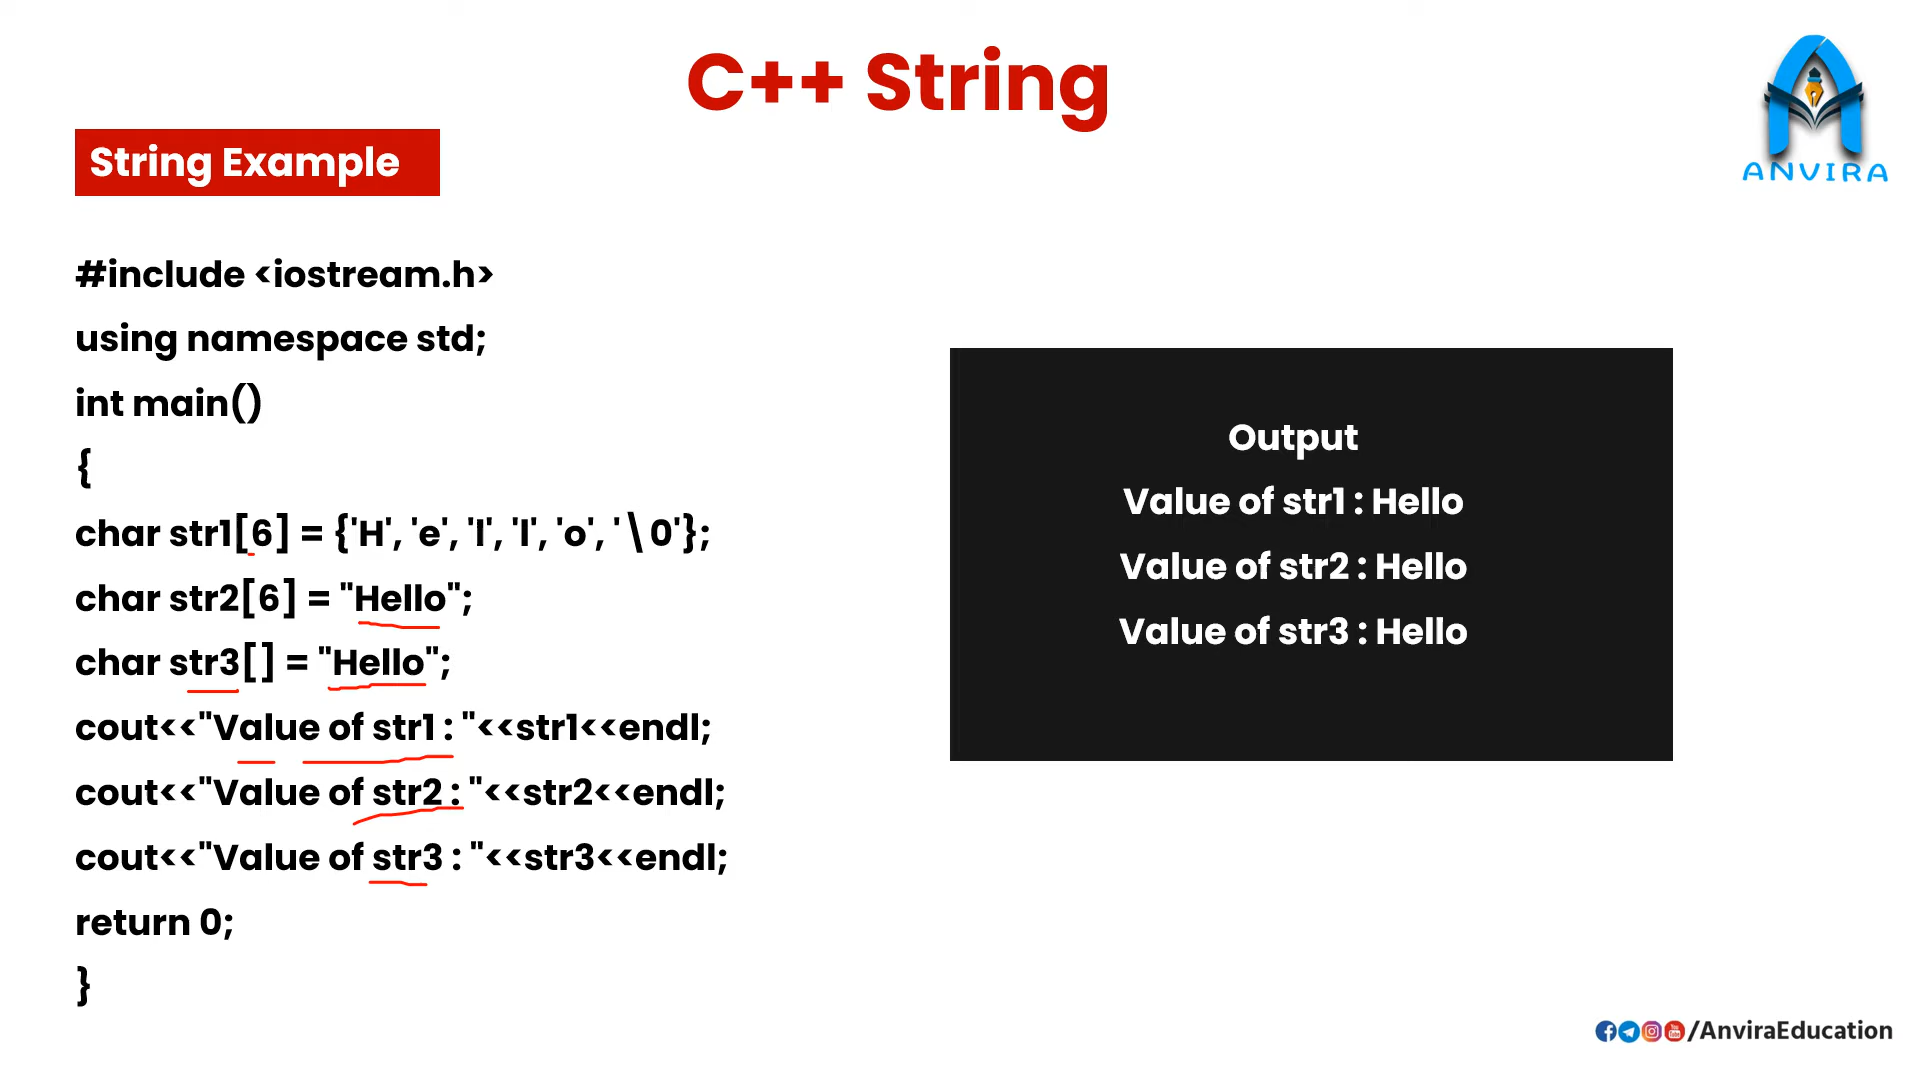 C++ String
ANVIRA
String Example
#include <iostream.h>
using namespace std;
int main()
{
char str1[6] = {'H', 'e', 'l', 'l', 'o', '\0'};
char str2[6] = "Hello";
char str3[] = "Hello";
cout<<"Value of str1 : "<<str1<<endl;
cout<<"Value of str2 : "<<str2<<endl;
cout<<"Value of str3 : "<<str3<<endl;
return 0;
}
Output
Value of str1 : Hello
Value of str2 : Hello
Value of str3 : Hello
/AnviraEducation